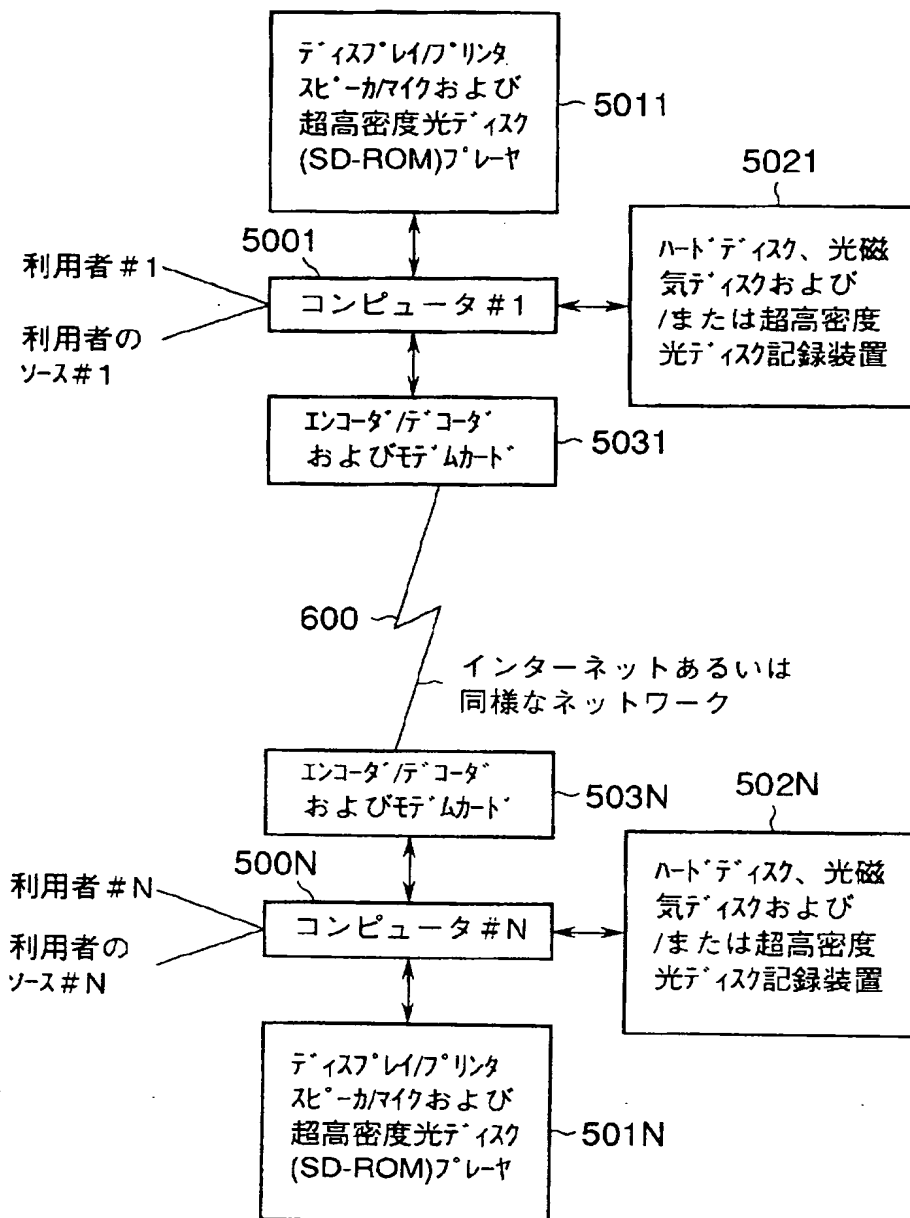 ディスプレイ/プリンタ
スピーカ/マイクおよび
超高密度光ディスク
(SD-ROM)プレーヤ
5011
5021
ハードディスク、光磁
気ディスクおよび
/または超高密度
光ディスク記録装置
5001
利用者#1
コンピュータ#1
利用者の
ソース#1
エンコーダ/デコーダ
およびモデムカード
5031
600
インターネットあるいは
同様なネットワーク
エンコーダ/デコーダ
およびモデムカード
503N
502N
ハードディスク、光磁
気ディスクおよび
/または超高密度
光ディスク記録装置
500N
利用者#N
コンピュータ#N
利用者の
ソース#N
ディスプレイ/プリンタ
スピーカ/マイクおよび
超高密度光ディスク
(SD-ROM)プレーヤ
501N